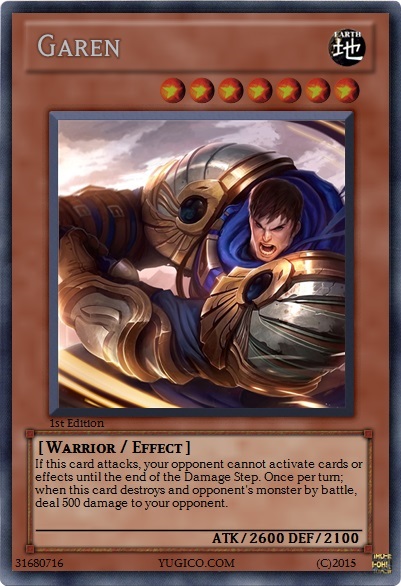 Garen
EARTH
地
1st Edition
[Warrior / Effect]
If this card attacks, your opponent cannot activate cards or
effects until the end of the Damage Step. Once per turn;
when this card destroys and opponent's monster by battle,
deal 500 damage to your opponent.
ATK/2600 DEF/2100
31680716 YUGICO.COM (C)2015